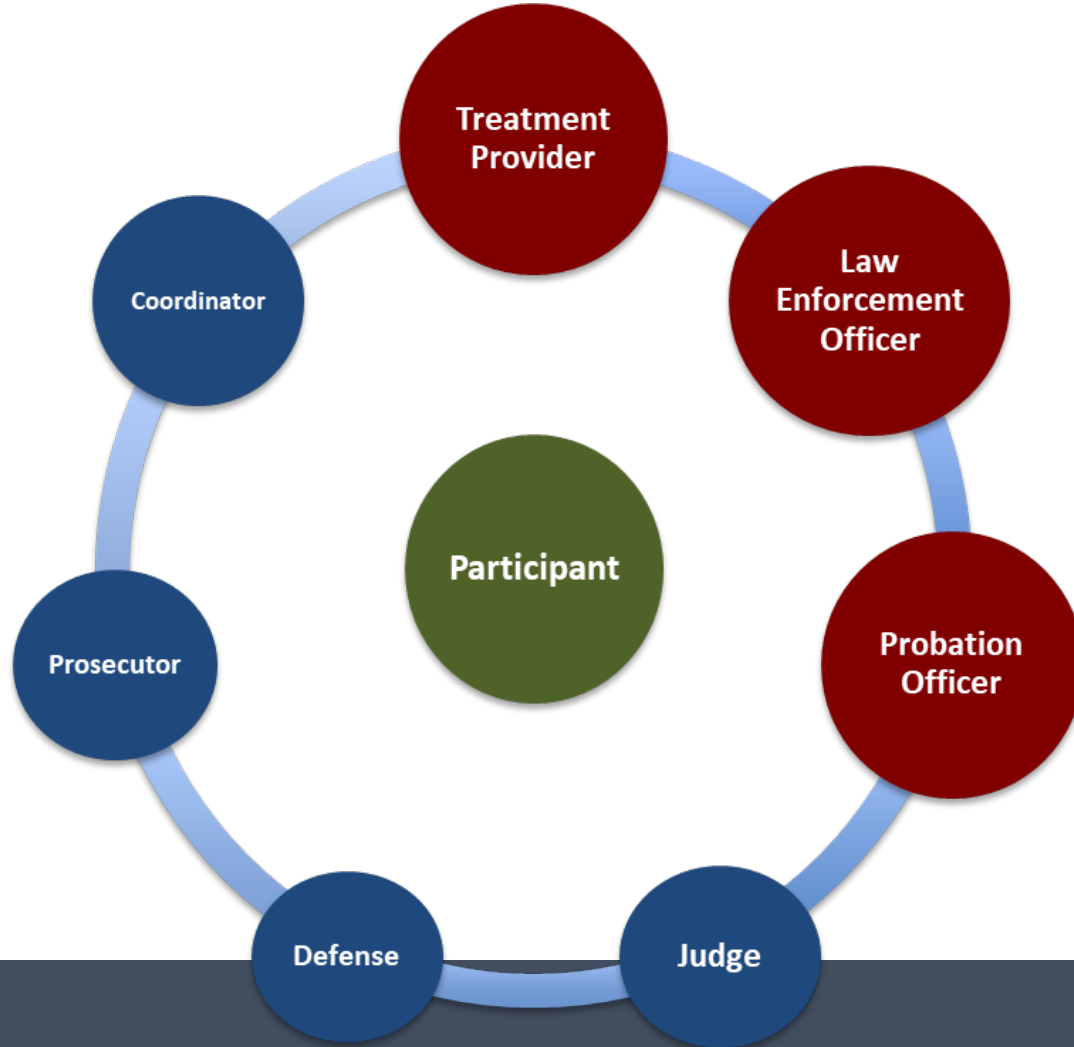 Treatment
Provider
Law
Enforcement
Officer
Coordinator
Participant
Probation
Officer
Prosecutor
Defense
Judge